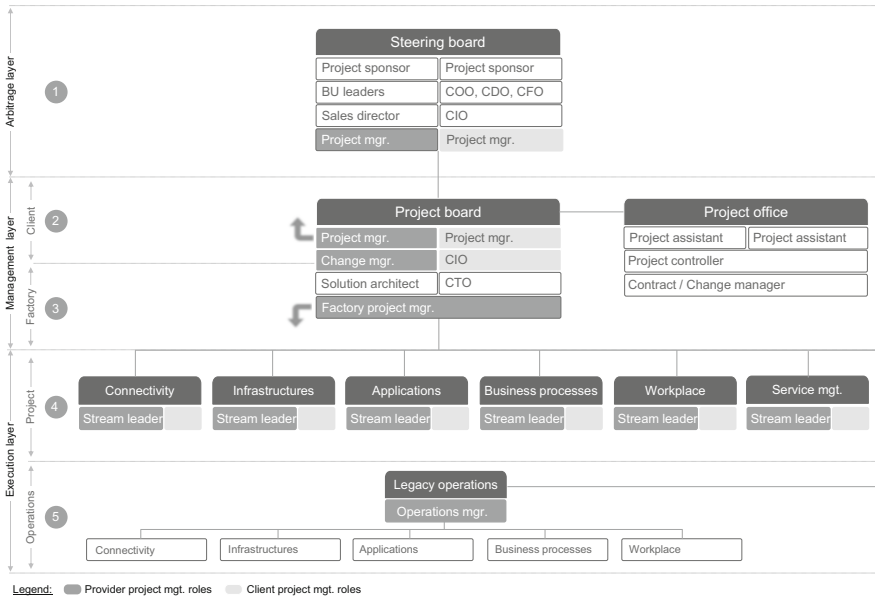 Arbitrage layer
1
Steering board
Project sponsor Project sponsor
BU leaders COO, CDO, CFO
Sales director CIO
Project mgr. Project mgr.
Management layer
Client
2
Project board
Project mgr. Project mgr.
Change mgr. CIO
Solution architect CTO
Factory project mgr.
Project office
Project assistant Project assistant
Project controller
Contract / Change manager
Factory
3
Execution layer
Project
4
Connectivity Infrastructures Applications Business processes Workplace Service mgt.
Stream leader Stream leader Stream leader Stream leader Stream leader Stream leader
Operations
5
Legacy operations
Operations mgr.
Connectivity Infrastructures Applications Business processes Workplace
Legend: Provider project mgt. roles Client project mgt. roles